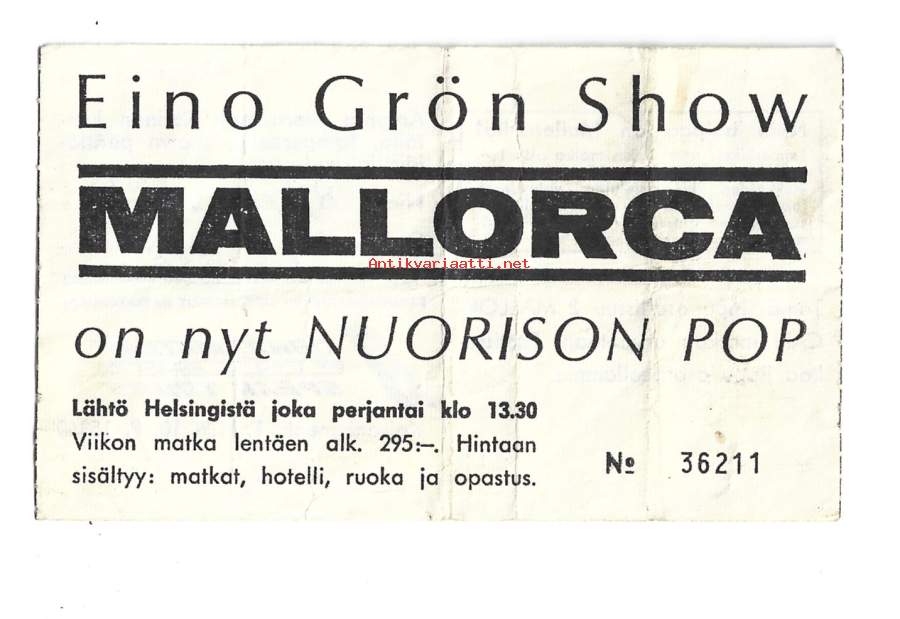 Eino Grön Show
MALLORCA
Antikvariaatti.net
on nyt NUORISON POP
Lähtö Helsingistä joka perjantai klo 13.30
Viikon matka lentäen alk. 295:–. Hintaan
sisältyy: matkat, hotelli, ruoka ja opastus.
№ 36211